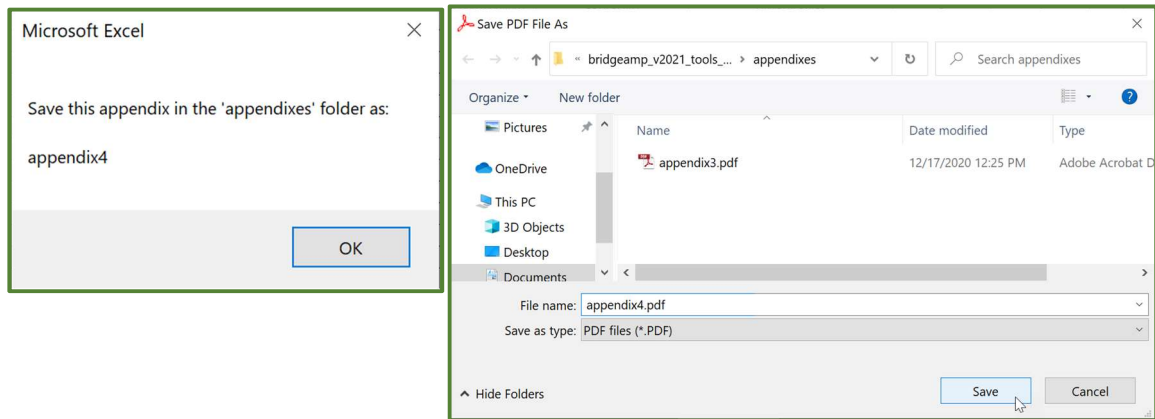 Microsoft Excel
Save this appendix in the 'appendixes' folder as:
appendix4
OK
Save PDF File As
« bridgeamp_v2021_tools_... › appendixes
Search appendixes
Organize
New folder
?
Pictures
OneDrive
This PC
3D Objects
Desktop
Documents
Name
Date modified
Type
appendix3.pdf
12/17/2020 12:25 PM
Adobe Acrobat D
File name: appendix4.pdf
Save as type: PDF files (*.PDF)
Hide Folders
Save
Cancel